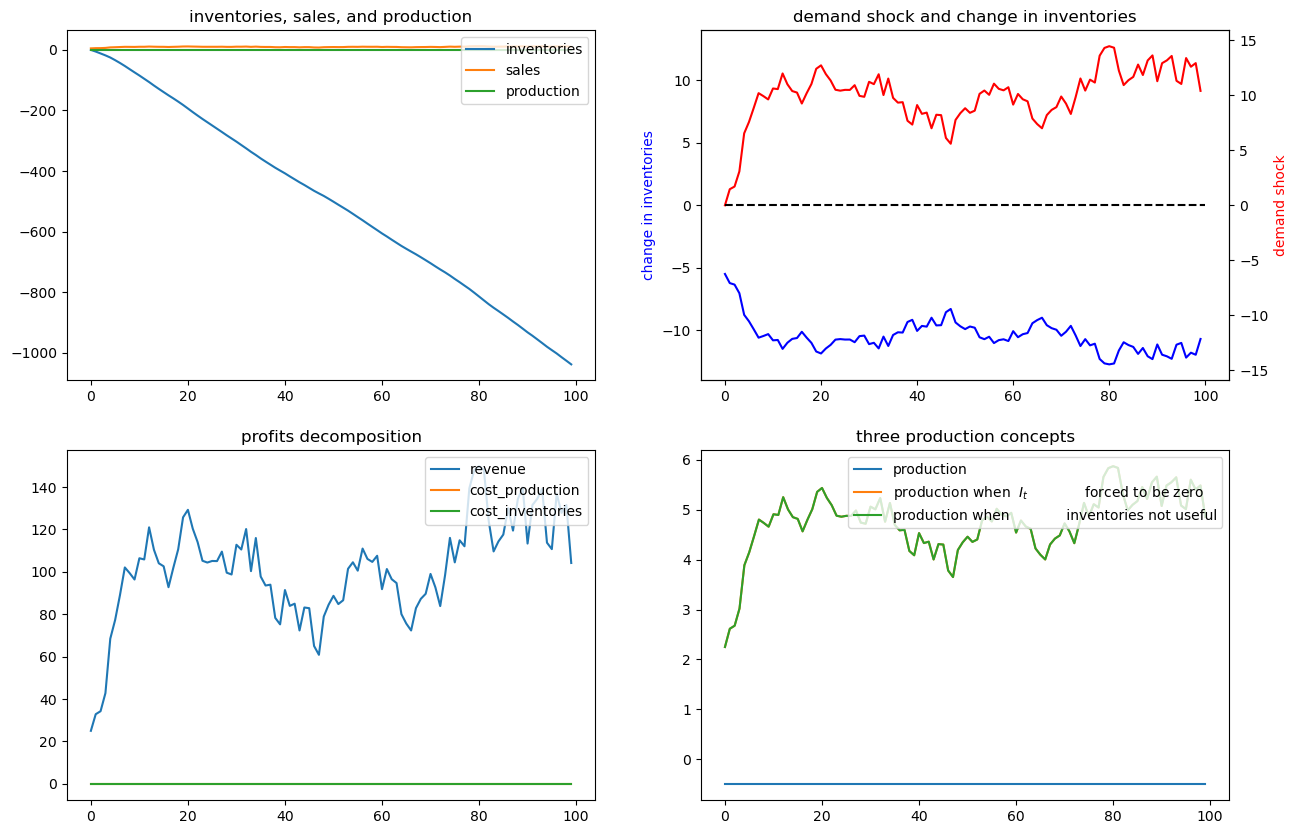 inventories, sales, and production
0
−200
−400
−600
−800
−1000
0 20 40 60 80 100
inventories
sales
production
demand shock and change in inventories
change in inventories
10
5
0
−5
−10
15
10
5
0
−5
−10
−15
demand shock
0 20 40 60 80 100
profits decomposition
140
120
100
80
60
40
20
0
0 20 40 60 80 100
revenue
cost_production
cost_inventories
three production concepts
6
5
4
3
2
1
0
0 20 40 60 80 100
production
production when I_t forced to be zero
production when inventories not useful